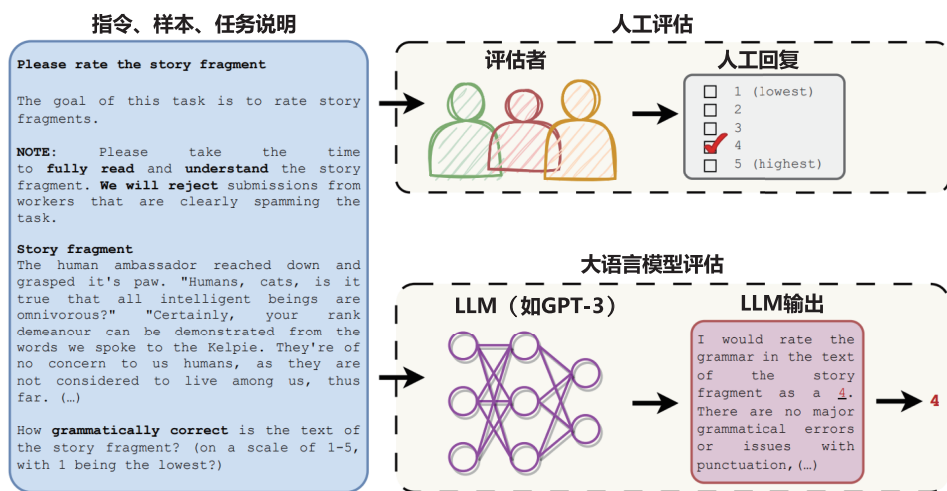 指令、样本、任务说明
Please rate the story fragment
The goal of this task is to rate story
fragments.
NOTE: Please take the time
to fully read and understand the story
fragment. We will reject submissions from
workers that are clearly spamming the
task.
Story fragment
The human ambassador reached down and
grasped it's paw. "Humans, cats, is it
true that all intelligent beings are
omnivorous?" "Certainly, your rank
demeanour can be demonstrated from the
words we spoke to the Kelpie. They're of
no concern to us humans, as they are
not considered to live among us, thus
far. (…)
How grammatically correct is the text of
the story fragment? (on a scale of 1-5,
with 1 being the lowest?)
人工评估
评估者
人工回复
1 (lowest)
2
3
4
5 (highest)
大语言模型评估
LLM（如GPT-3）
LLM输出
I would rate the
grammar in the text
of the story
fragment as a 4.
There are no major
grammatical errors
or issues with
punctuation,(…)
4